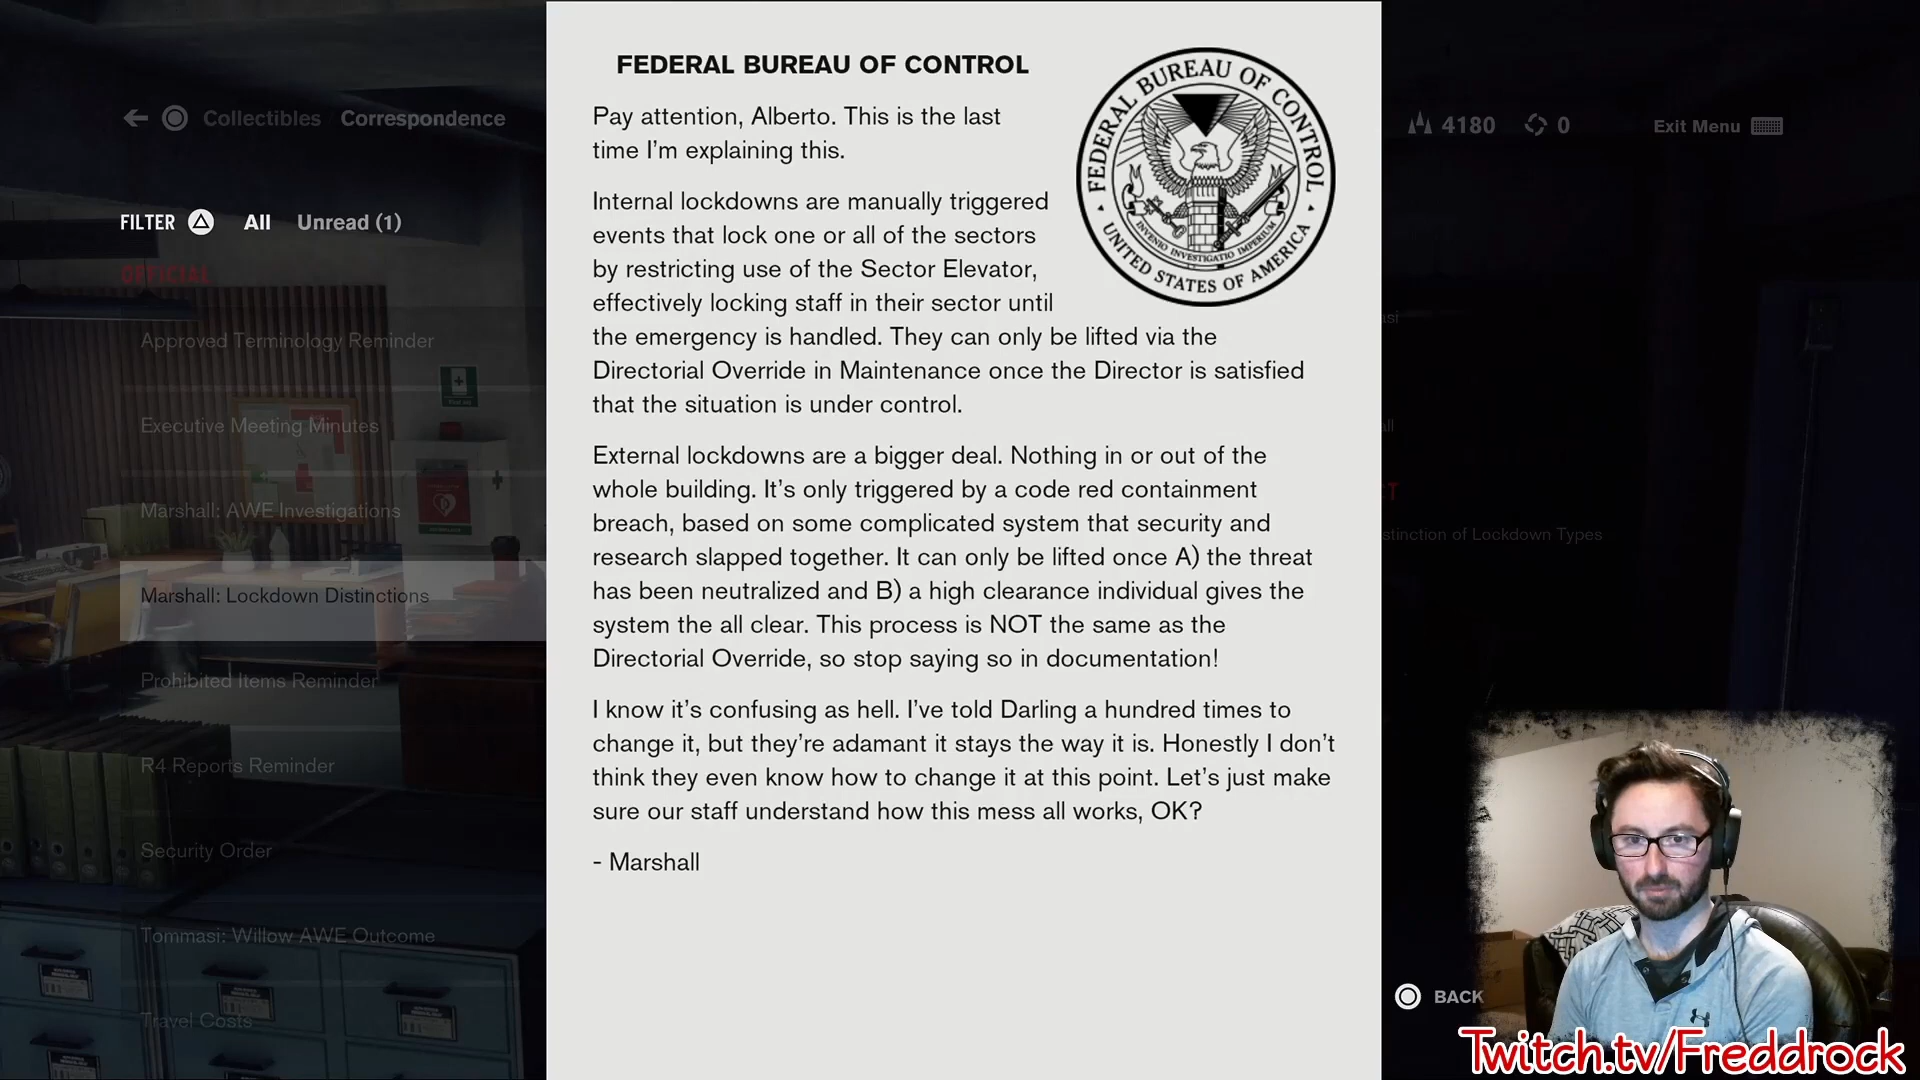 FEDERAL BUREAU OF CONTROL
Pay attention, Alberto. This is the last
time I'm explaining this.
Internal lockdowns are manually triggered
events that lock one or all of the sectors
by restricting use of the Sector Elevator,
effectively locking staff in their sector until
the emergency is handled. They can only be lifted via the
Directorial Override in Maintenance once the Director is satisfied
that the situation is under control.
External lockdowns are a bigger deal. Nothing in or out of the
whole building. It's only triggered by a code red containment
breach, based on some complicated system that security and
research slapped together. It can only be lifted once A) the threat
has been neutralized and B) a high clearance individual gives the
system the all clear. This process is NOT the same as the
Directorial Override, so stop saying so in documentation!
I know it's confusing as hell. I've told Darling a hundred times to
change it, but they're adamant it stays the way it is. Honestly I don't
think they even know how to change it at this point. Let's just make
sure our staff understand how this mess all works, OK?
- Marshall
FEDERAL BUREAU OF CONTROL
UNITED STATES OF AMERICA
INVENIO INVESTIGATIO IMPERIUM
Collectibles Correspondence
FILTER All Unread (1)
OFFICIAL
Approved Terminology Reminder
Executive Meeting Minutes
Marshall: AWE Investigations
Marshall: Lockdown Distinctions
Prohibited Items Reminder
R4 Reports Reminder
Security Order
Tommasi: Willow AWE Outcome
Travel Costs
4180 0 Exit Menu
asi
all
CT
stinction of Lockdown Types
BACK
Twitch.tv/Freddrock